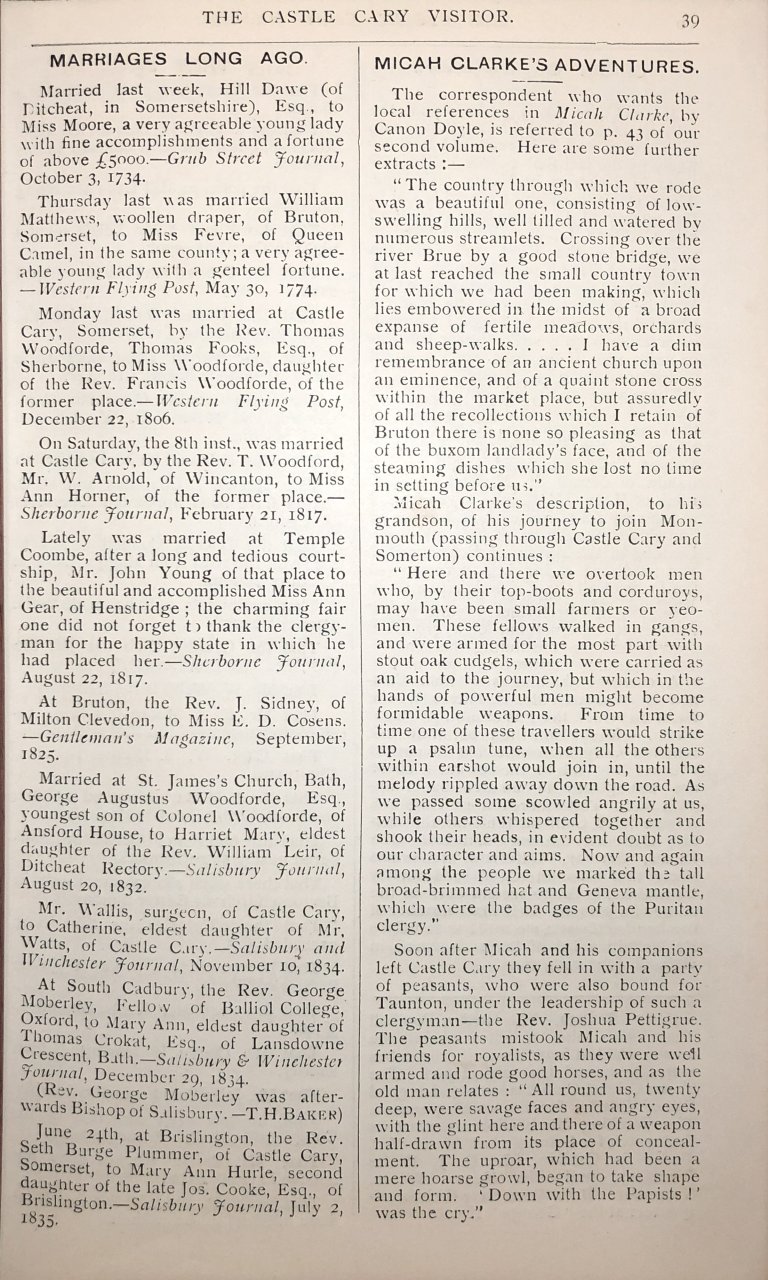 THE CASTLE CARY VISITOR. 39
MARRIAGES LONG AGO.
Married last week, Hill Dawe (of
Ditcheat, in Somersetshire), Esq., to
Miss Moore, a very agreeable young lady
with fine accomplishments and a fortune
of above £5000.—Grub Street Journal,
October 3, 1734.
Thursday last was married William
Matthews, woollen draper, of Bruton,
Somerset, to Miss Fevre, of Queen
Camel, in the same county; a very agree-
able young lady with a genteel fortune.
—Western Flying Post, May 30, 1774.
Monday last was married at Castle
Cary, Somerset, by the Rev. Thomas
Woodforde, Thomas Fooks, Esq., of
Sherborne, to Miss Woodforde, daughter
of the Rev. Francis Woodforde, of the
former place.—Western Flying Post,
December 22, 1806.
On Saturday, the 8th inst., was married
at Castle Cary, by the Rev. T. Woodford,
Mr. W. Arnold, of Wincanton, to Miss
Ann Horner, of the former place.—
Sherborne Journal, February 21, 1817.
Lately was married at Temple
Coombe, after a long and tedious court-
ship, Mr. John Young of that place to
the beautiful and accomplished Miss Ann
Gear, of Henstridge; the charming fair
one did not forget to thank the clergy-
man for the happy state in which he
had placed her.—Sherborne Journal,
August 22, 1817.
At Bruton, the Rev. J. Sidney, of
Milton Clevedon, to Miss E. D. Cosens.
—Gentleman's Magazine, September,
1825.
Married at St. James's Church, Bath,
George Augustus Woodforde, Esq.,
youngest son of Colonel Woodforde, of
Ansford House, to Harriet Mary, eldest
daughter of the Rev. William Leir, of
Ditcheat Rectory.—Salisbury Journal,
August 20, 1832.
Mr. Wallis, surgeon, of Castle Cary,
to Catherine, eldest daughter of Mr.
Watts, of Castle Cary.—Salisbury and
Winchester Journal, November 10, 1834.
At South Cadbury, the Rev. George
Moberley, Fellow of Balliol College,
Oxford, to Mary Ann, eldest daughter of
Thomas Crokat, Esq., of Lansdowne
Crescent, Bath.—Salisbury & Winchester
Journal, December 29, 1834.
(Rev. George Moberley was after-
wards Bishop of Salisbury.—T.H.BAKER)
June 24th, at Brislington, the Rev.
Seth Burge Plummer, of Castle Cary,
Somerset, to Mary Ann Hurle, second
daughter of the late Jos. Cooke, Esq., of
Brislington.—Salisbury Journal, July 2,
1835.
MICAH CLARKE'S ADVENTURES.
The correspondent who wants the
local references in Micah Clarke, by
Canon Doyle, is referred to p. 43 of our
second volume. Here are some further
extracts :—
"The country through which we rode
was a beautiful one, consisting of low-
swelling hills, well tilled and watered by
numerous streamlets. Crossing over the
river Brue by a good stone bridge, we
at last reached the small country town
for which we had been making, which
lies embowered in the midst of a broad
expanse of fertile meadows, orchards
and sheep-walks. . . . . I have a dim
remembrance of an ancient church upon
an eminence, and of a quaint stone cross
within the market place, but assuredly
of all the recollections which I retain of
Bruton there is none so pleasing as that
of the buxom landlady's face, and of the
steaming dishes which she lost no time
in setting before us."
Micah Clarke's description, to his
grandson, of his journey to join Mon-
mouth (passing through Castle Cary and
Somerton) continues :
"Here and there we overtook men
who, by their top-boots and corduroys,
may have been small farmers or yeo-
men. These fellows walked in gangs,
and were armed for the most part with
stout oak cudgels, which were carried as
an aid to the journey, but which in the
hands of powerful men might become
formidable weapons. From time to
time one of these travellers would strike
up a psalm tune, when all the others
within earshot would join in, until the
melody rippled away down the road. As
we passed some scowled angrily at us,
while others whispered together and
shook their heads, in evident doubt as to
our character and aims. Now and again
among the people we marked the tall
broad-brimmed hat and Geneva mantle,
which were the badges of the Puritan
clergy."
Soon after Micah and his companions
left Castle Cary they fell in with a party
of peasants, who were also bound for
Taunton, under the leadership of such a
clergyman—the Rev. Joshua Pettigrue.
The peasants mistook Micah and his
friends for royalists, as they were well
armed and rode good horses, and as the
old man relates : "All round us, twenty
deep, were savage faces and angry eyes,
with the glint here and there of a weapon
half-drawn from its place of conceal-
ment. The uproar, which had been a
mere hoarse growl, began to take shape
and form. 'Down with the Papists!'
was the cry."